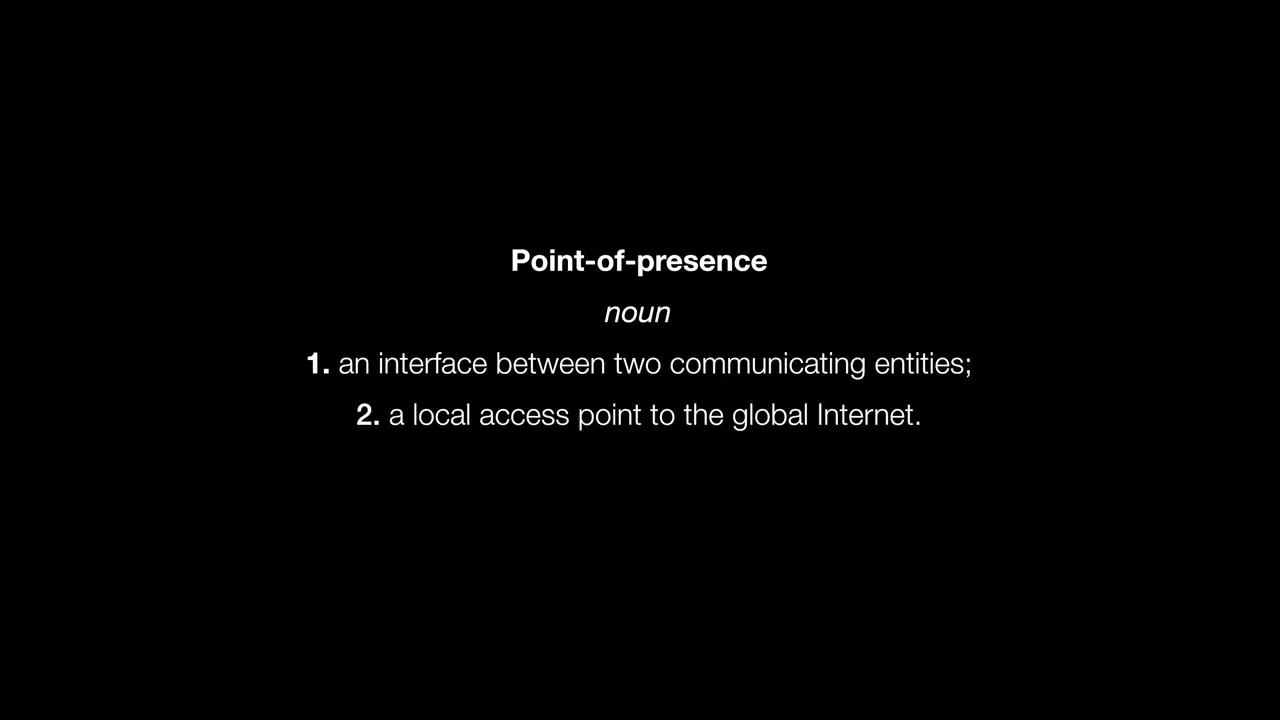 Point-of-presence
noun
1. an interface between two communicating entities;
2. a local access point to the global Internet.